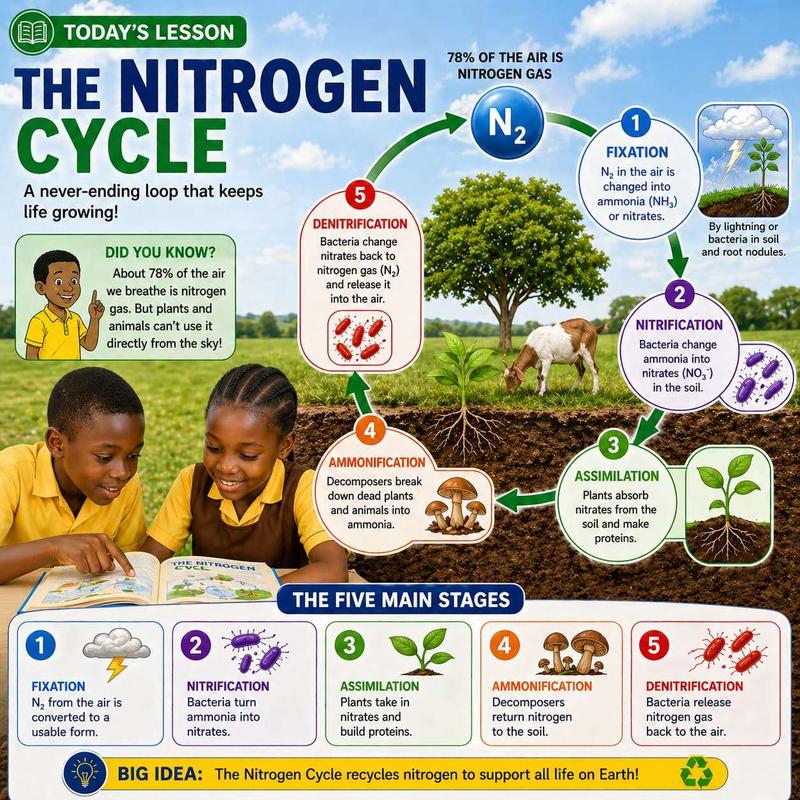 TODAY'S LESSON
THE NITROGEN
CYCLE
A never-ending loop that keeps
life growing!
DID YOU KNOW?
About 78% of the air
we breathe is nitrogen
gas. But plants and
animals can't use it
directly from the sky!
78% OF THE AIR IS
NITROGEN GAS
N₂
1
FIXATION
N₂ in the air is
changed into
ammonia (NH₃)
or nitrates.
By lightning or
bacteria in soil
and root nodules.
2
NITRIFICATION
Bacteria change
ammonia into
nitrates (NO₃⁻)
in the soil.
3
ASSIMILATION
Plants absorb
nitrates from the
soil and make
proteins.
4
AMMONIFICATION
Decomposers break
down dead plants
and animals into
ammonia.
5
DENITRIFICATION
Bacteria change
nitrates back to
nitrogen gas (N₂)
and release it
into the air.
THE NITROGEN
CYCL
THE FIVE MAIN STAGES
1
FIXATION
N₂ from the air is
converted to a
usable form.
2
NITRIFICATION
Bacteria turn
ammonia into
nitrates.
3
ASSIMILATION
Plants take in
nitrates and
build proteins.
4
AMMONIFICATION
Decomposers
return nitrogen
to the soil.
5
DENITRIFICATION
Bacteria release
nitrogen gas
back to the air.
BIG IDEA: The Nitrogen Cycle recycles nitrogen to support all life on Earth!